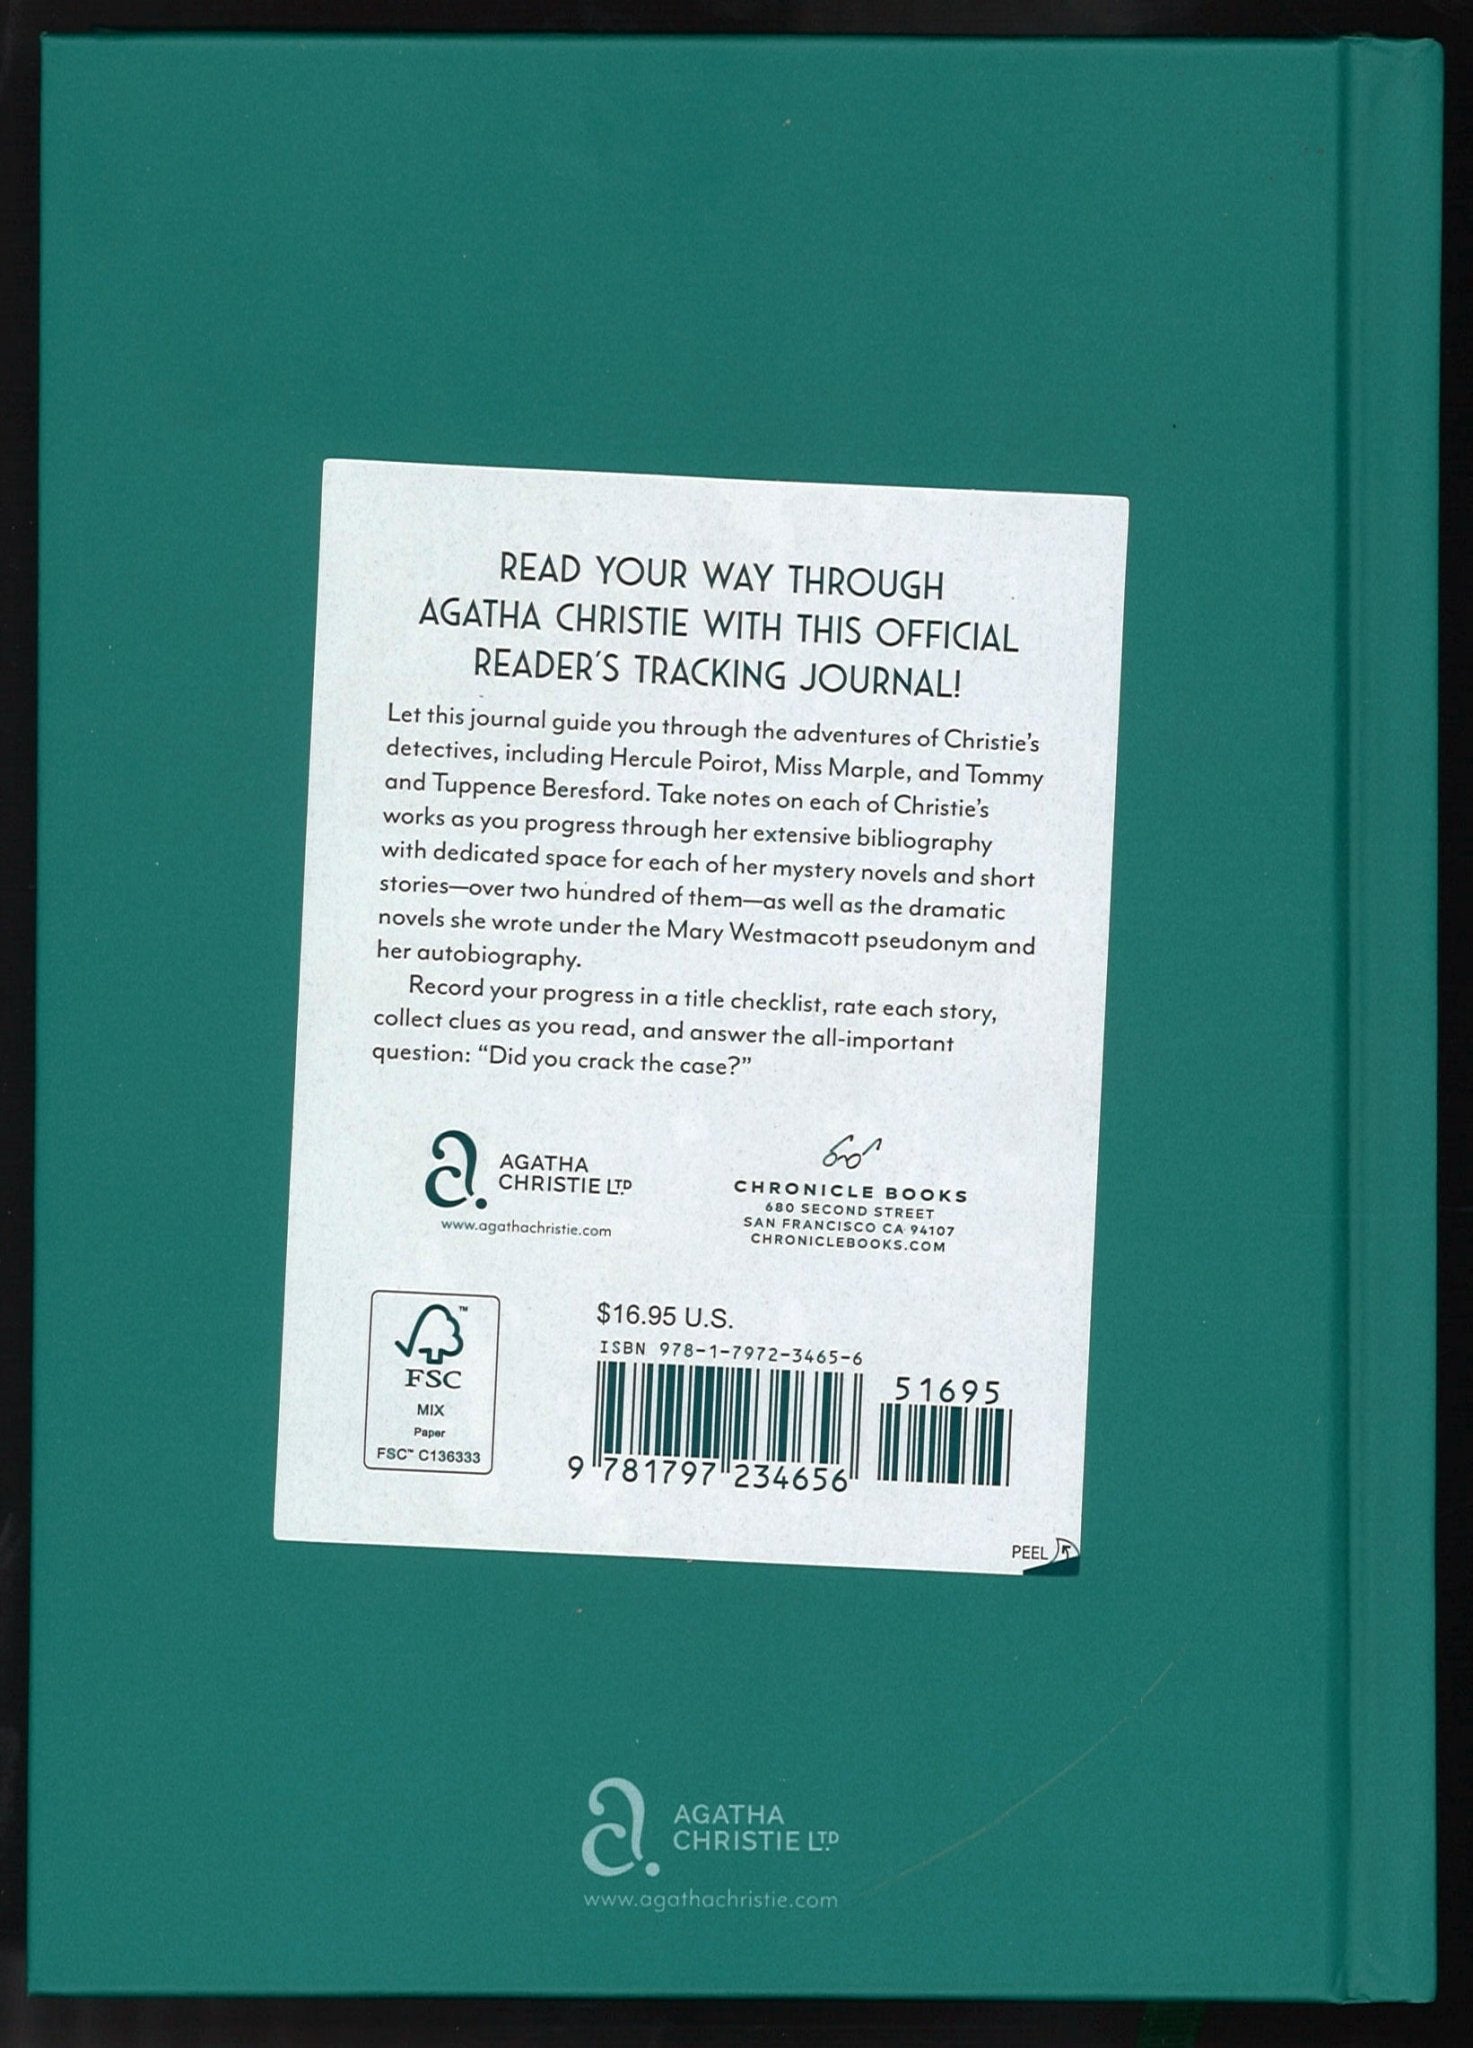 READ YOUR WAY THROUGH
AGATHA CHRISTIE WITH THIS OFFICIAL
READER'S TRACKING JOURNAL!
Let this journal guide you through the adventures of Christie's
detectives, including Hercule Poirot, Miss Marple, and Tommy
and Tuppence Beresford. Take notes on each of Christie's
works as you progress through her extensive bibliography
with dedicated space for each of her mystery novels and short
stories—over two hundred of them—as well as the dramatic
novels she wrote under the Mary Westmacott pseudonym and
her autobiography.
Record your progress in a title checklist, rate each story,
collect clues as you read, and answer the all-important
question: “Did you crack the case?”
a.
AGATHA
CHRISTIE LTD
www.agathachristie.com
CHRONICLE BOOKS
680 SECOND STREET
SAN FRANCISCO CA 94107
CHRONICLEBOOKS.COM
™
FSC
MIX
Paper
FSC™ C136333
$16.95 U.S.
ISBN 978-1-7972-3465-6
51695
9 781797 234656
PEEL
a.
AGATHA
CHRISTIE LTD
www.agathachristie.com